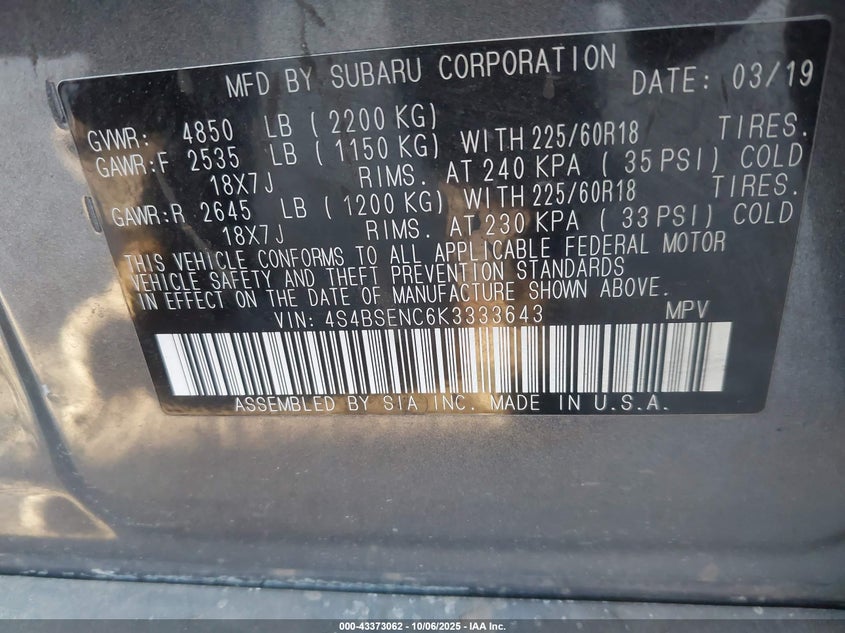 MFD BY SUBARU CORPORATION DATE: 03/19
GVWR: 4850 LB ( 2200 KG)
GAWR:F 2535 LB ( 1150 KG) WITH 225/60R18 TIRES.
18X7J RIMS. AT 240 KPA ( 35 PSI) COLD
GAWR:R 2645 LB ( 1200 KG) WITH 225/60R18 TIRES.
18X7J RIMS. AT 230 KPA ( 33 PSI) COLD
THIS VEHICLE CONFORMS TO ALL APPLICABLE FEDERAL MOTOR
VEHICLE SAFETY AND THEFT PREVENTION STANDARDS
IN EFFECT ON THE DATE OF MANUFACTURE SHOWN ABOVE.
VIN: 4S4BSENC6K3333643 MPV
ASSEMBLED BY SIA INC. MADE IN U.S.A.
000-43373062 - 10/06/2025 - IAA Inc.